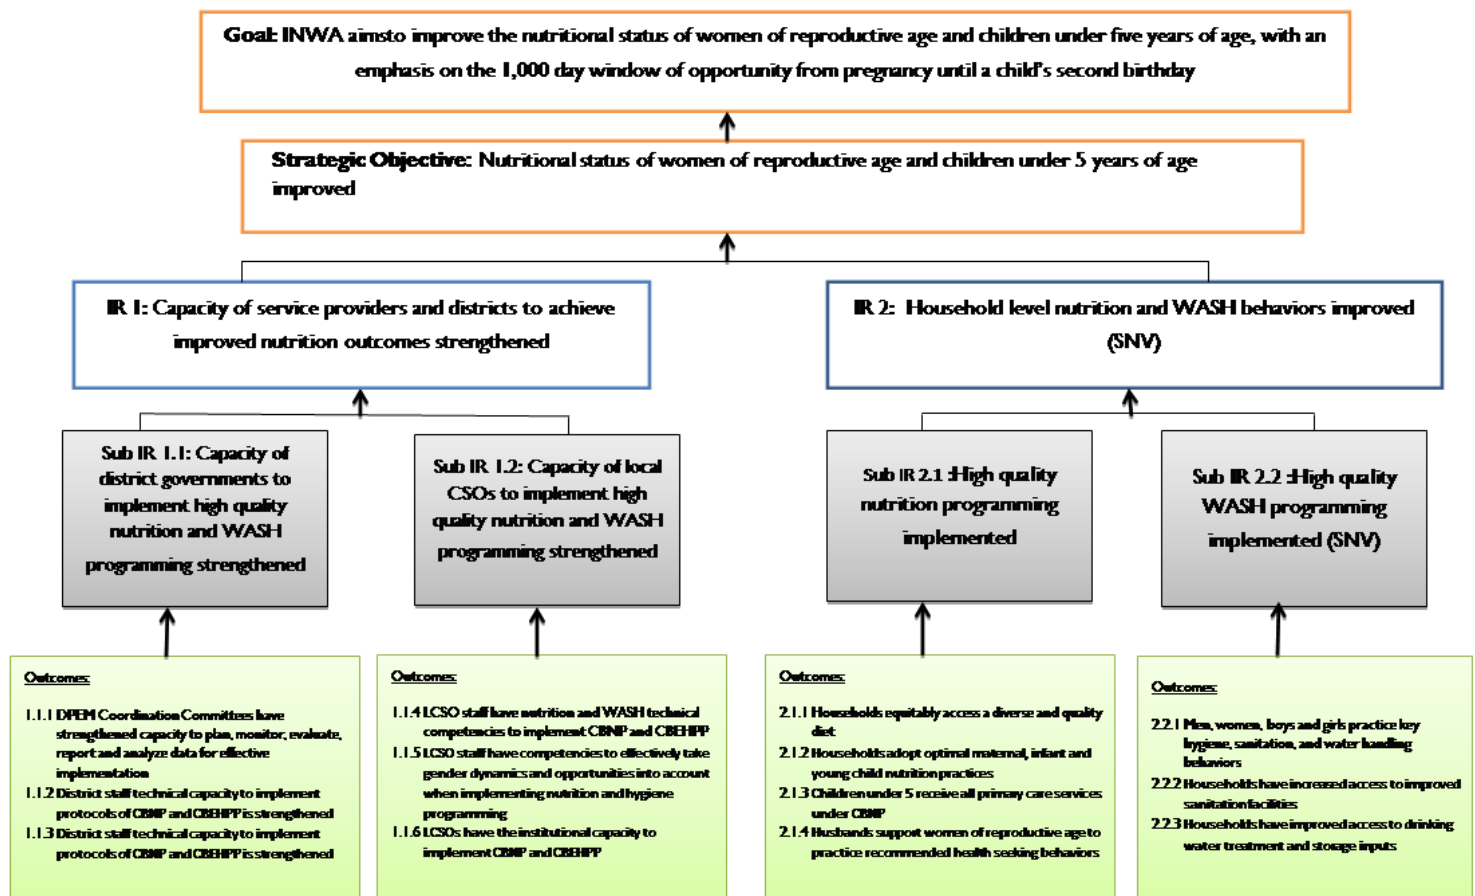 Goal: INWA aimsto improve the nutritional status of women of reproductive age and children under five years of age, with an
emphasis on the 1,000 day window of opportunity from pregnancy until a child's second birthday
Strategic Objective: Nutritional status of women of reproductive age and children under 5 years of age
improved
IR 1: Capacity of service providers and districts to achieve
improved nutrition outcomes strengthened
IR 2: Household level nutrition and WASH behaviors improved
(SNV)
Sub IR 1.1: Capacity of
district governments to
implement high quality
nutrition and WASH
programming strengthened
Sub IR 1.2: Capacity of local
CSOs to implement high
quality nutrition and WASH
programming strengthened
Sub IR 2.1 :High quality
nutrition programming
implemented
Sub IR 2.2 :High quality
WASH programming
implemented (SNV)
Outcomes:
1.1.1 DPEM Coordination Committees have
strengthened capacity to plan, monitor, evaluate,
report and analyze data for effective
implementation
1.1.2 District staff technical capacity to implement
protocols of CBNP and CBEHPP is strengthened
1.1.3 District staff technical capacity to implement
protocols of CBNP and CBEHPP is strengthened
Outcomes:
1.1.4 LCSO staff have nutrition and WASH technical
competencies to implement CBNP and CBEHPP
1.1.5 LCSO staff have competencies to effectively take
gender dynamics and opportunities into account
when implementing nutrition and hygiene
programming
1.1.6 LCSOs have the institutional capacity to
implement CBNP and CBEHPP
Outcomes:
2.1.1 Households equitably access a diverse and quality
diet
2.1.2 Households adopt optimal maternal, infant and
young child nutrition practices
2.1.3 Children under 5 receive all primary care services
under CBNP
2.1.4 Husbands support women of reproductive age to
practice recommended health seeking behaviors
Outcomes:
2.2.1 Men, women, boys and girls practice key
hygiene, sanitation, and water handling
behaviors
2.2.2 Households have increased access to improved
sanitation facilities
2.2.3 Households have improved access to drinking
water treatment and storage inputs